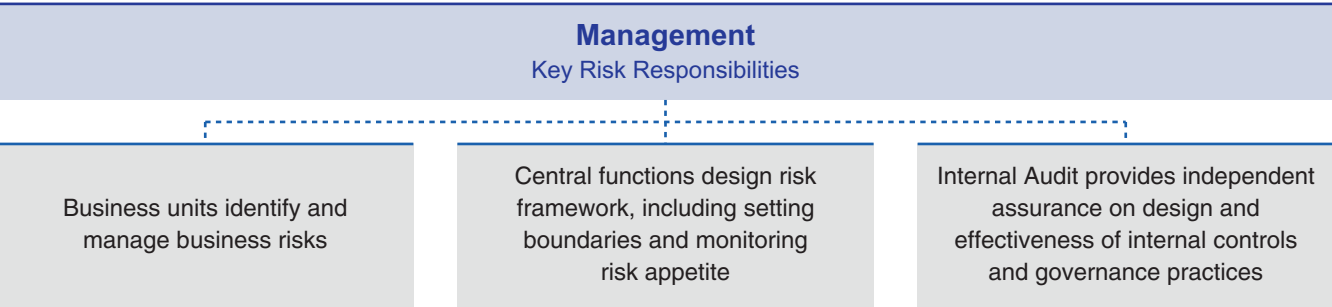 Management
Key Risk Responsibilities
Business units identify and
manage business risks
Central functions design risk
framework, including setting
boundaries and monitoring
risk appetite
Internal Audit provides independent
assurance on design and
effectiveness of internal controls
and governance practices